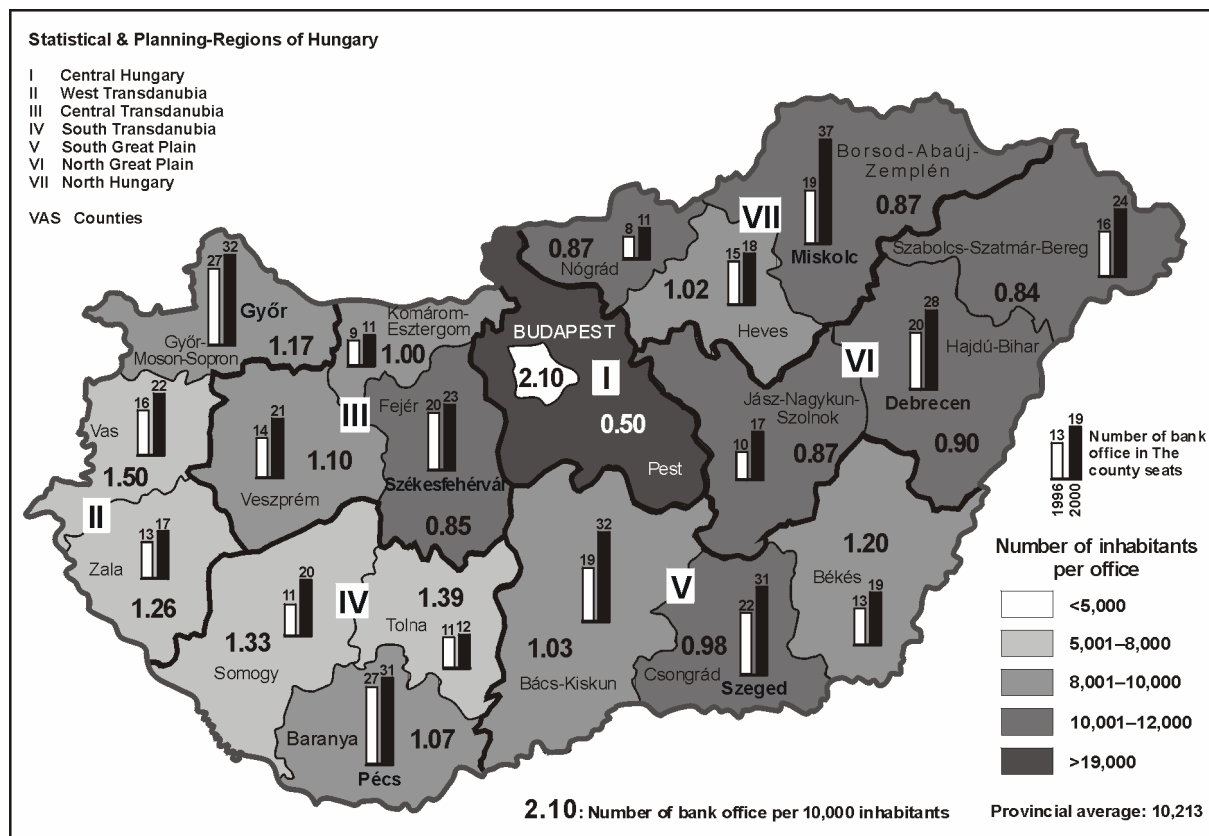 Statistical & Planning-Regions of Hungary
I Central Hungary
II West Transdanubia
III Central Transdanubia
IV South Transdanubia
V South Great Plain
VI North Great Plain
VII North Hungary
VAS Counties
27 32
Győr
Győr-
Moson-Sopron
1.17
9 11
Komárom-
Esztergom
1.00
8 11
0.87
Nógrád
VII
19 37
Borsod-Abaúj-
Zemplén
0.87
Miskolc
15 18
1.02
Heves
16 24
Szabolcs-Szatmár-Bereg
0.84
BUDAPEST
2.10
I
0.50
Pest
VI
20 28
Hajdú-Bihar
Debrecen
0.90
Jász-Nagykun-
Szolnok
10 17
0.87
16 22
Vas
1.50
14 21
1.10
Veszprém
III
Fejér
20 23
Székesfehérvál
0.85
II
13 17
Zala
1.26
11 20
1.33
Somogy
IV
1.39
Tolna
11 12
27 31
Baranya
1.07
Pécs
19 32
1.03
Bács-Kiskun
V
22 31
0.98
Csongrád
Szeged
1.20
Békés
13 19
13 19
1996
2000
Number of bank
office in The
county seats
Number of inhabitants
per office
<5,000
5,001–8,000
8,001–10,000
10,001–12,000
>19,000
2.10: Number of bank office per 10,000 inhabitants
Provincial average: 10,213